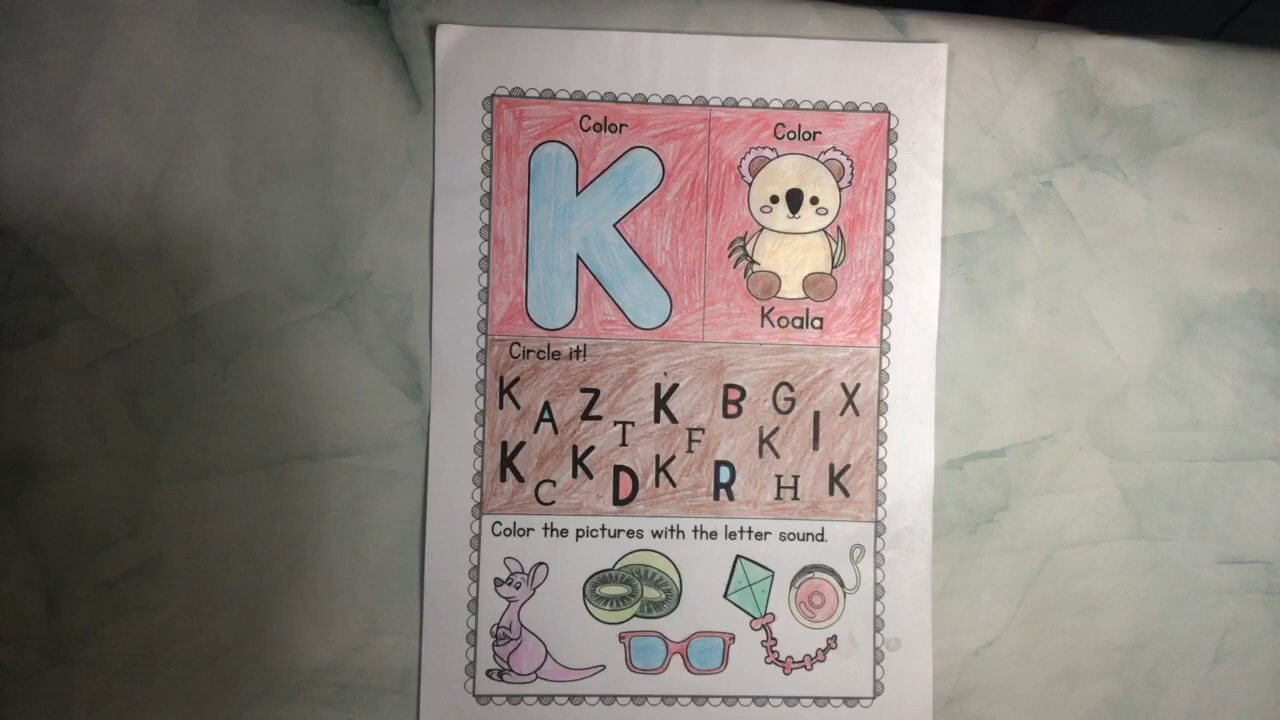 Color
Color
K
Koala
Circle it!
K A Z T K F B G K I X
K C K D K R H K
Color the pictures with the letter sound.